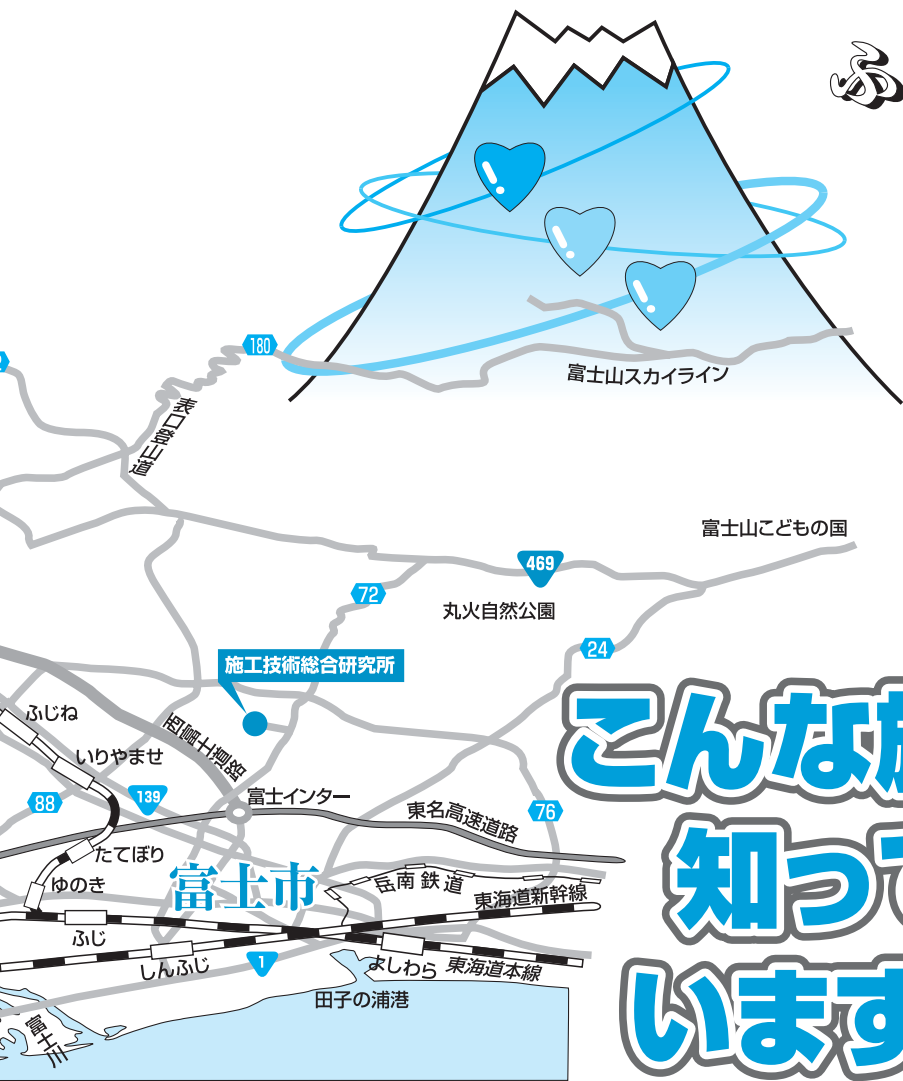 ふ
180
富士山スカイライン
表口登山道
富士山こどもの国
469
72
丸火自然公園
24
施工技術総合研究所
ふじね
西富士道路
いりやませ
こんな施
88
139
富士インター
東名高速道路
76
たてぼり
知って
富士市
ゆのき
岳南鉄道
東海道新幹線
ふじ
しんふじ
1
よしわら
東海道本線
います
田子の浦港
富士川